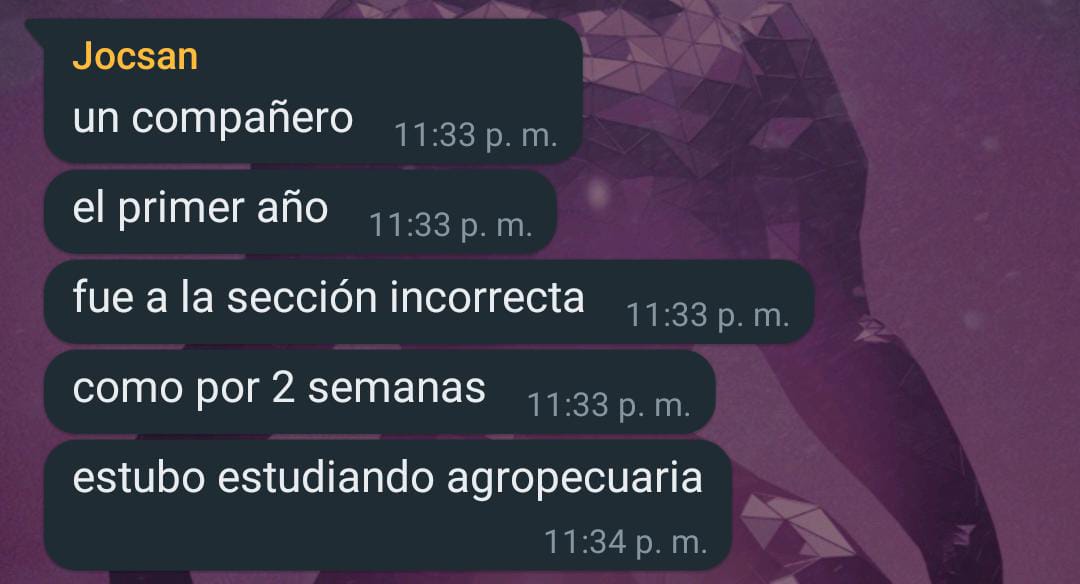 Jocsan
un compañero 11:33 p. m.
el primer año 11:33 p. m.
fue a la sección incorrecta 11:33 p. m.
como por 2 semanas 11:33 p. m.
estubo estudiando agropecuaria
11:34 p. m.